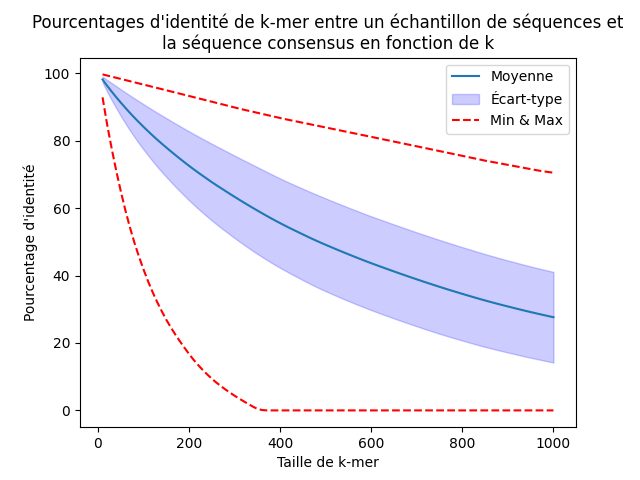 Pourcentages d'identité de k-mer entre un échantillon de séquences et
la séquence consensus en fonction de k
Moyenne
Écart-type
Min & Max
Pourcentage d'identité
100
80
60
40
20
0
0 200 400 600 800 1000
Taille de k-mer